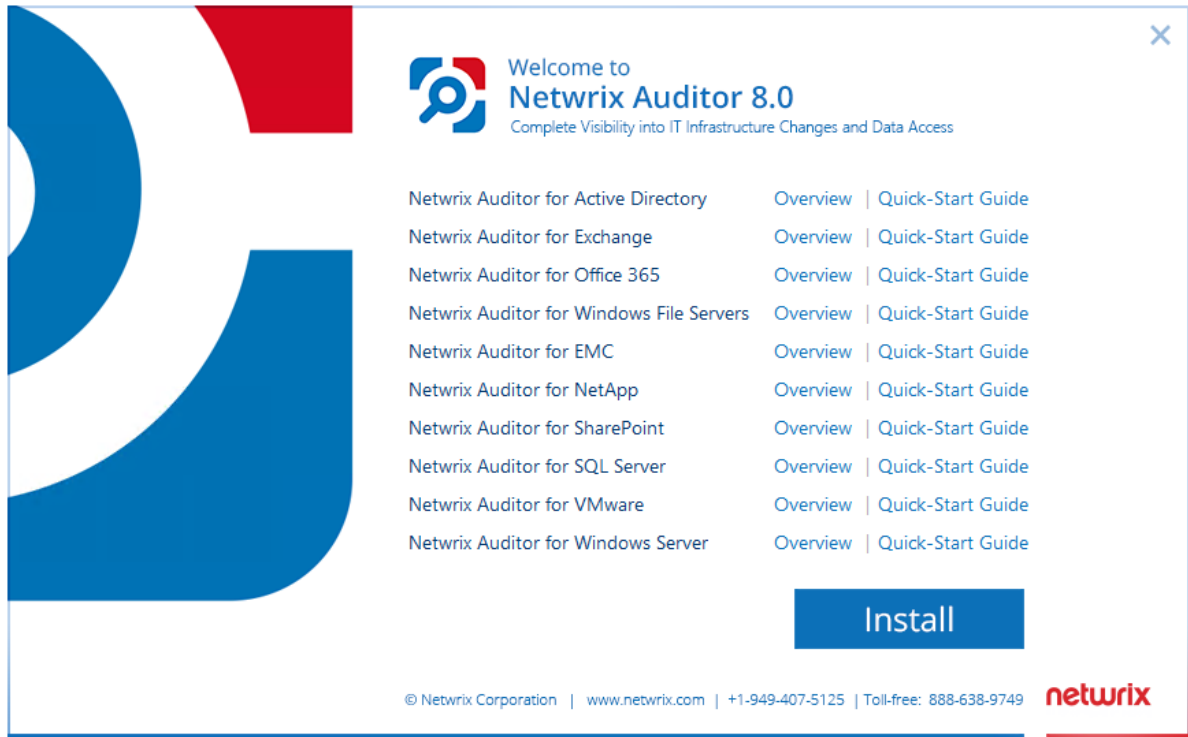 Welcome to
Netwrix Auditor 8.0
Complete Visibility into IT Infrastructure Changes and Data Access
Netwrix Auditor for Active Directory Overview | Quick-Start Guide
Netwrix Auditor for Exchange Overview | Quick-Start Guide
Netwrix Auditor for Office 365 Overview | Quick-Start Guide
Netwrix Auditor for Windows File Servers Overview | Quick-Start Guide
Netwrix Auditor for EMC Overview | Quick-Start Guide
Netwrix Auditor for NetApp Overview | Quick-Start Guide
Netwrix Auditor for SharePoint Overview | Quick-Start Guide
Netwrix Auditor for SQL Server Overview | Quick-Start Guide
Netwrix Auditor for VMware Overview | Quick-Start Guide
Netwrix Auditor for Windows Server Overview | Quick-Start Guide
Install
© Netwrix Corporation | www.netwrix.com | +1-949-407-5125 | Toll-free: 888-638-9749 netwrix